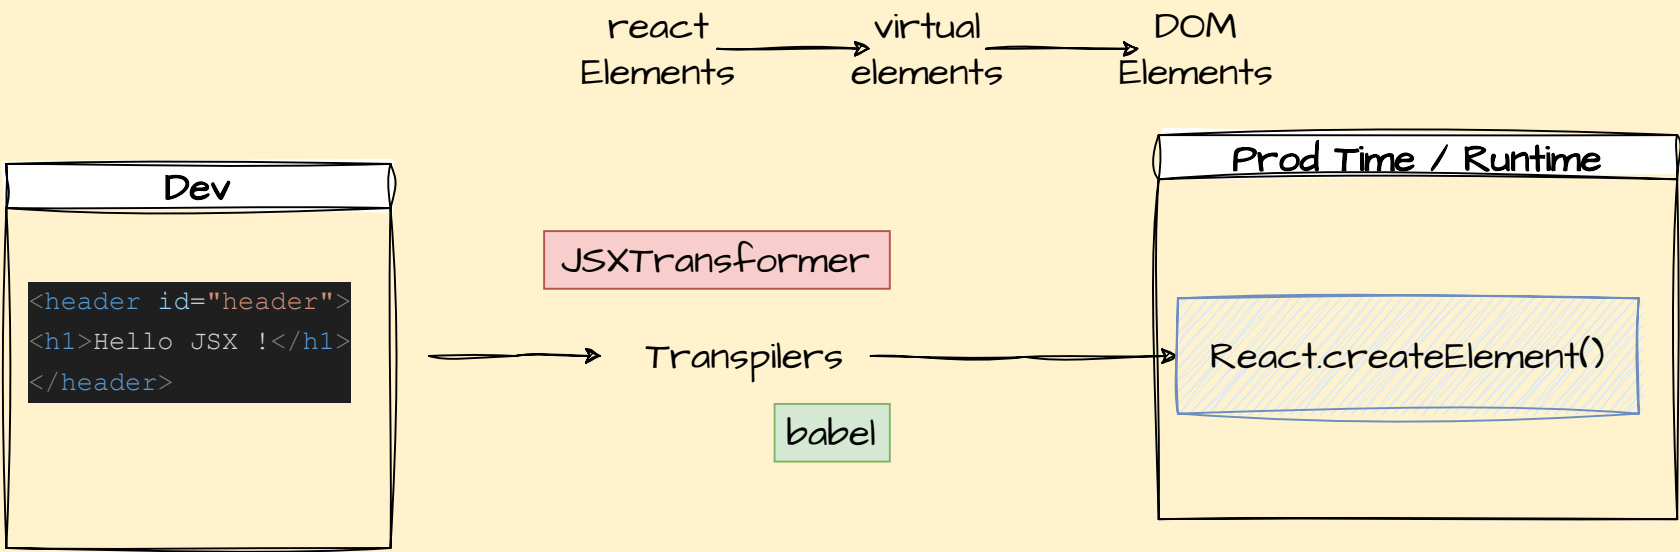 react
Elements
virtual
elements
DOM
Elements
Dev
Prod Time / Runtime
<header id="header">
<h1>Hello JSX !</h1>
</header>
JSXTransformer
Transpilers
babel
React.createElement()